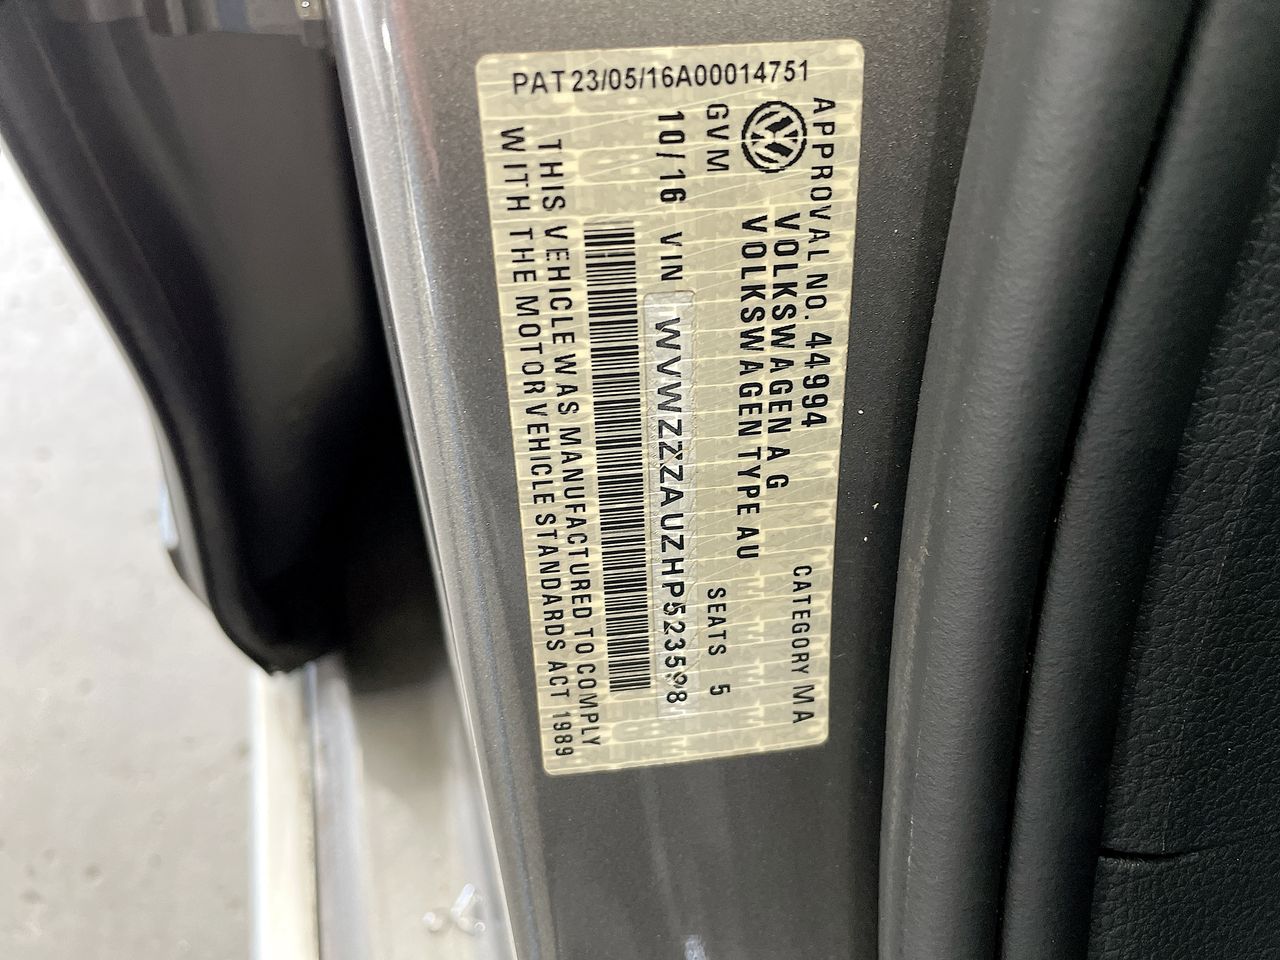 PAT23/05/16A00014751
APPROVAL NO. 44994 CATEGORY MA
VOLKSWAGEN AG
VOLKSWAGEN TYPE AU
GVM SEATS 5
10/16 VIN WVWZZZAUZHP523598
THIS VEHICLE WAS MANUFACTURED TO COMPLY
WITH THE MOTOR VEHICLE STANDARDS ACT 1989